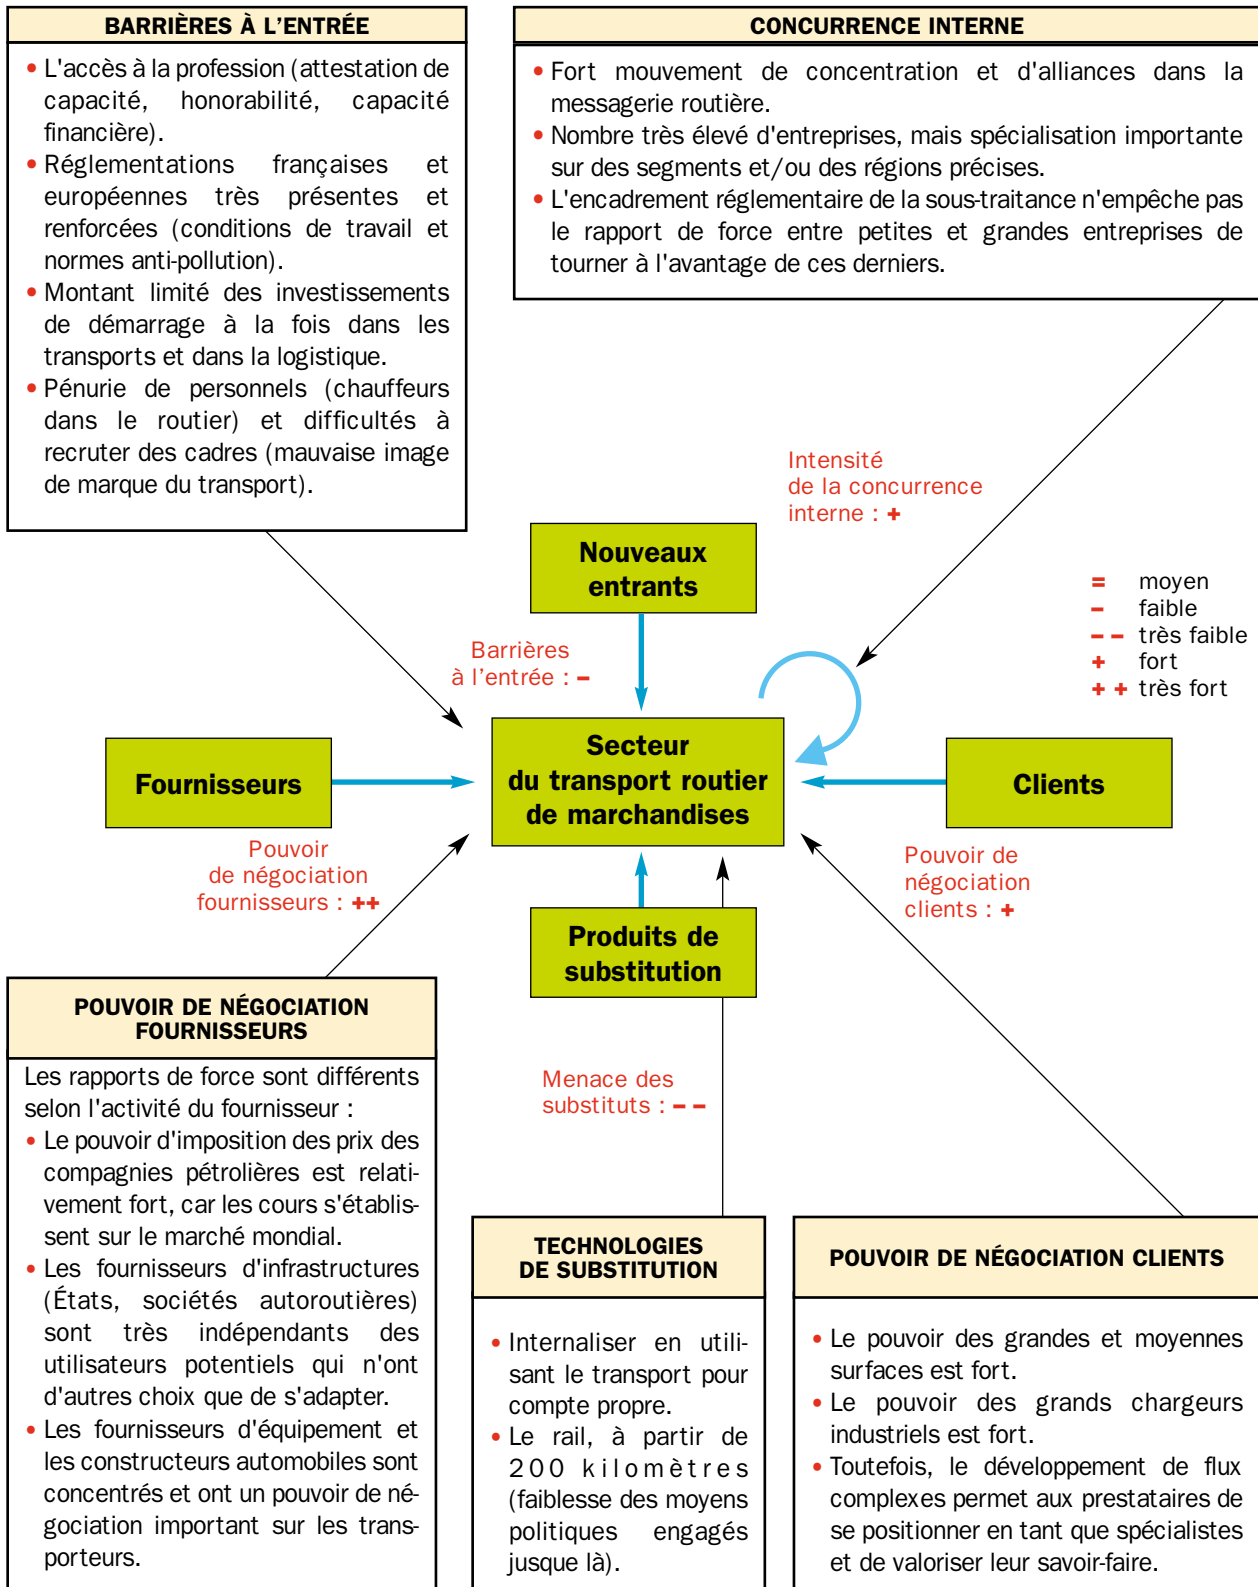 BARRIÈRES À L'ENTRÉE
• L'accès à la profession (attestation de
capacité, honorabilité, capacité
financière).
• Réglementations françaises et
européennes très présentes et
renforcées (conditions de travail et
normes anti-pollution).
• Montant limité des investissements
de démarrage à la fois dans les
transports et dans la logistique.
• Pénurie de personnels (chauffeurs
dans le routier) et difficultés à
recruter des cadres (mauvaise image
de marque du transport).
CONCURRENCE INTERNE
• Fort mouvement de concentration et d'alliances dans la
messagerie routière.
• Nombre très élevé d'entreprises, mais spécialisation importante
sur des segments et/ou des régions précises.
• L'encadrement réglementaire de la sous-traitance n'empêche pas
le rapport de force entre petites et grandes entreprises de
tourner à l'avantage de ces derniers.
Intensité
de la concurrence
interne : +
Nouveaux
entrants
= moyen
– faible
– – très faible
+ fort
+ + très fort
Barrières
à l'entrée : –
Fournisseurs
Secteur
du transport routier
de marchandises
Clients
Pouvoir
de négociation
fournisseurs : ++
Pouvoir de
négociation
clients : +
Produits de
substitution
Menace des
substituts : – –
POUVOIR DE NÉGOCIATION
FOURNISSEURS
Les rapports de force sont différents
selon l'activité du fournisseur :
• Le pouvoir d'imposition des prix des
compagnies pétrolières est relati-
vement fort, car les cours s'établis-
sent sur le marché mondial.
• Les fournisseurs d'infrastructures
(États, sociétés autoroutières)
sont très indépendants des
utilisateurs potentiels qui n'ont
d'autres choix que de s'adapter.
• Les fournisseurs d'équipement et
les constructeurs automobiles sont
concentrés et ont un pouvoir de né-
gociation important sur les trans-
porteurs.
TECHNOLOGIES
DE SUBSTITUTION
• Internaliser en utili-
sant le transport pour
compte propre.
• Le rail, à partir de
200 kilomètres
(faiblesse des moyens
politiques engagés
jusque là).
POUVOIR DE NÉGOCIATION CLIENTS
• Le pouvoir des grandes et moyennes
surfaces est fort.
• Le pouvoir des grands chargeurs
industriels est fort.
• Toutefois, le développement de flux
complexes permet aux prestataires de
se positionner en tant que spécialistes
et de valoriser leur savoir-faire.